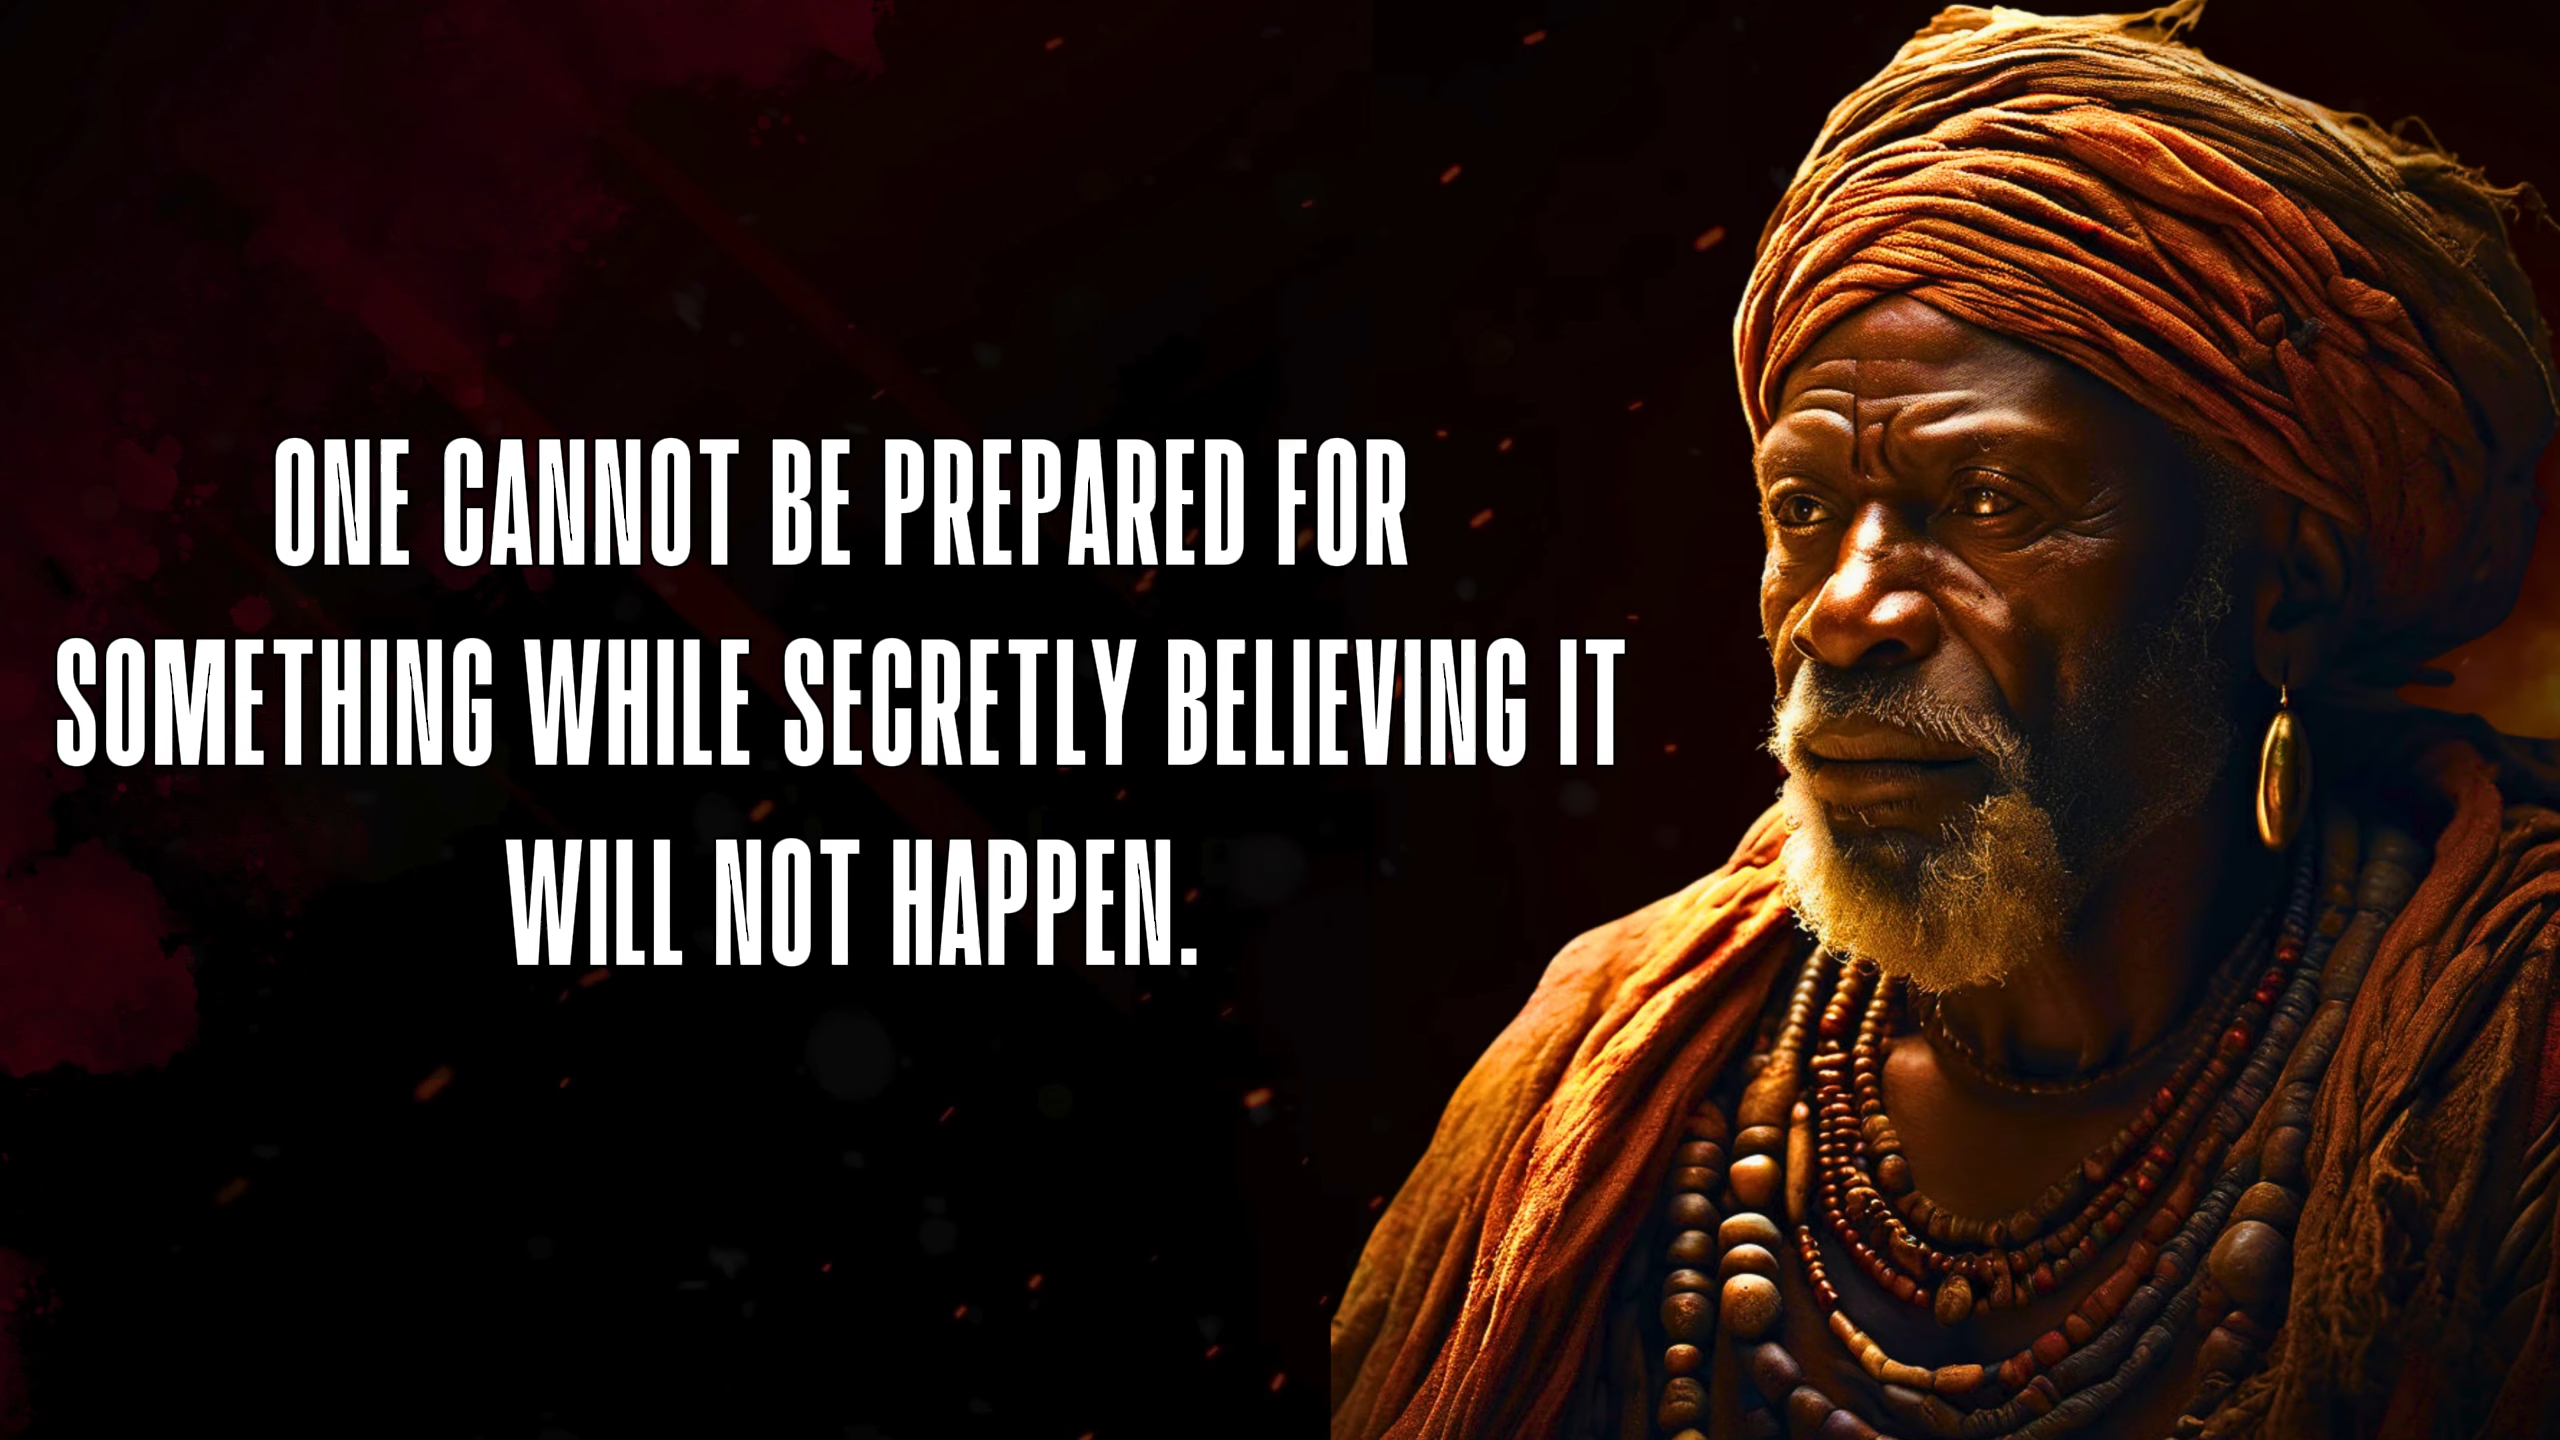 ONE CANNOT BE PREPARED FOR
SOMETHING WHILE SECRETLY BELIEVING IT
WILL NOT HAPPEN.